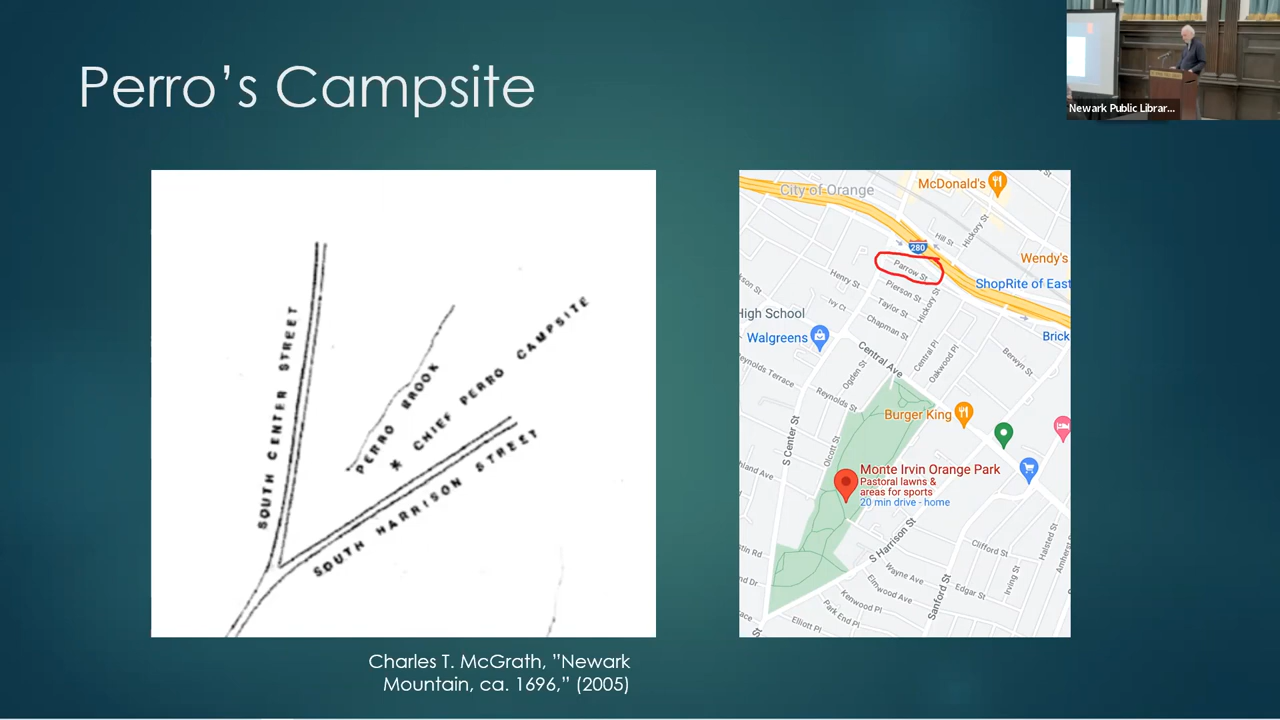 Perro's Campsite
Newark Public Librar...
SOUTH CENTER STREET
PERRO BROOK
* CHIEF PERRO CAMPSITE
SOUTH HARRISON STREET
Charles T. McGrath, "Newark
Mountain, ca. 1696," (2005)
City of Orange
McDonald's
280
Hill St
Hickory St
Wendy's
Parrow St
ShopRite of East
Henry St
Pierson St
Hickory St
Ivy Ct
Taylor St
High School
Chapman St
Walgreens
Brick
Central Ave
Central Pl
Oakwood Pl
Berwyn St
Reynolds Terrace
Ogden St
Reynolds St
Burger King
S Center St
Olcott St
Monte Irvin Orange Park
Pastoral lawns &
areas for sports
20 min drive - home
S Harrison St
Clifford St
Halsted St
Wayne Ave
Irving St
Elmwood Ave
Edgar St
Sanford St
Kenwood Pl
Park End Pl
Elliott Pl
St